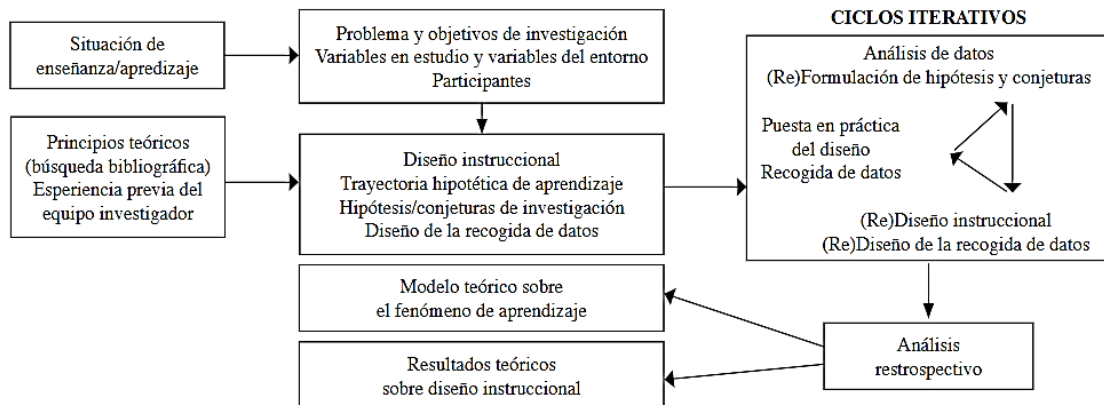 Situación de
enseñanza/apredizaje
Problema y objetivos de investigación
Variables en estudio y variables del entorno
Participantes
Principios teóricos
(búsqueda bibliográfica)
Esperiencia previa del
equipo investigador
Diseño instruccional
Trayectoria hipotética de aprendizaje
Hipótesis/conjeturas de investigación
Diseño de la recogida de datos
CICLOS ITERATIVOS
Análisis de datos
(Re)Formulación de hipótesis y conjeturas
Puesta en práctica
del diseño
Recogida de datos
(Re)Diseño instruccional
(Re)Diseño de la recogida de datos
Modelo teórico sobre
el fenómeno de aprendizaje
Resultados teóricos
sobre diseño instruccional
Análisis
restrospectivo